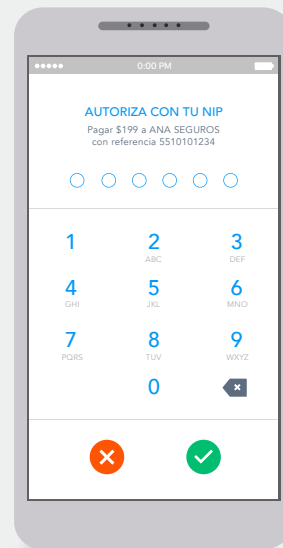 0:00 PM
AUTORIZA CON TU NIP
Pagar $199 a ANA SEGUROS
con referencia 5510101234
1 2 3
ABC DEF
4 5 6
GHI JKL MNO
7 8 9
PQRS TUV WXYZ
0